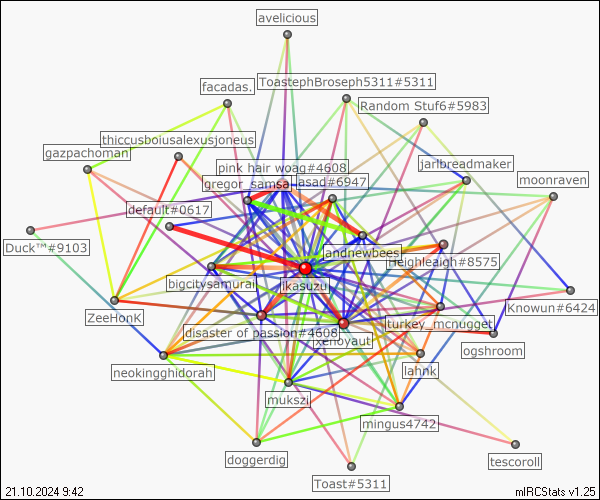 avelicious
facadas.
ToastephBroseph5311#5311
Random Stuf6#5983
thiccusboiusalexusjoneus
gazpachoman
pink hair woag#4608
jarlbreadmaker
gregor_samsa
asad#6947
moonraven
default#0617
Duck™#9103
jandnewbees
heighleaigh#8575
ikasuzu
bigcitysamurai
Knowun#6424
ZeeHonK
disaster of passion#4608
turkey_mcnugget
xenoyaut
ogshroom
neokingghidorah
lahnk
mukszi
mingus4742
doggerdig
tescoroll
Toast#5311
21.10.2024 9:42
mIRCStats v1.25